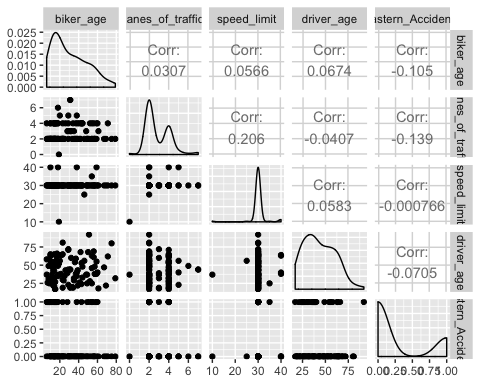 biker_age
anes_of_traffic
speed_limit
driver_age
stern_Acciden
0.025
0.020
0.015
0.010
0.005
0.000
Corr:
0.0307
Corr:
0.0566
Corr:
0.0674
Corr:
-0.105
biker_age
6
4
2
0
Corr:
0.206
Corr:
-0.0407
Corr:
-0.139
nes_of_traf
40
30
20
10
Corr:
0.0583
Corr:
-0.000766
speed_limit
75
50
25
Corr:
-0.0705
driver_age
1.00
0.75
0.50
0.25
0.00
tern_Accide
20 40 60 80
0 2 4 6
10 20 30 40
25 50 75
0.00 0.25 0.50 0.75 1.00